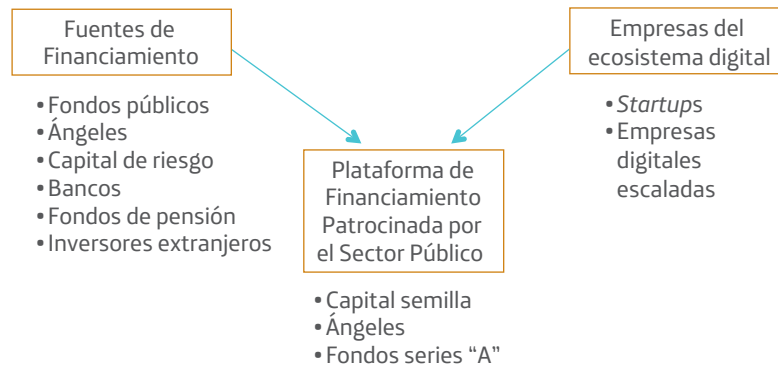 Fuentes de
Financiamiento
• Fondos públicos
• Ángeles
• Capital de riesgo
• Bancos
• Fondos de pensión
• Inversores extranjeros
Empresas del
ecosistema digital
• Startups
• Empresas
digitales
escaladas
Plataforma de
Financiamiento
Patrocinada por
el Sector Público
• Capital semilla
• Ángeles
• Fondos series “A”